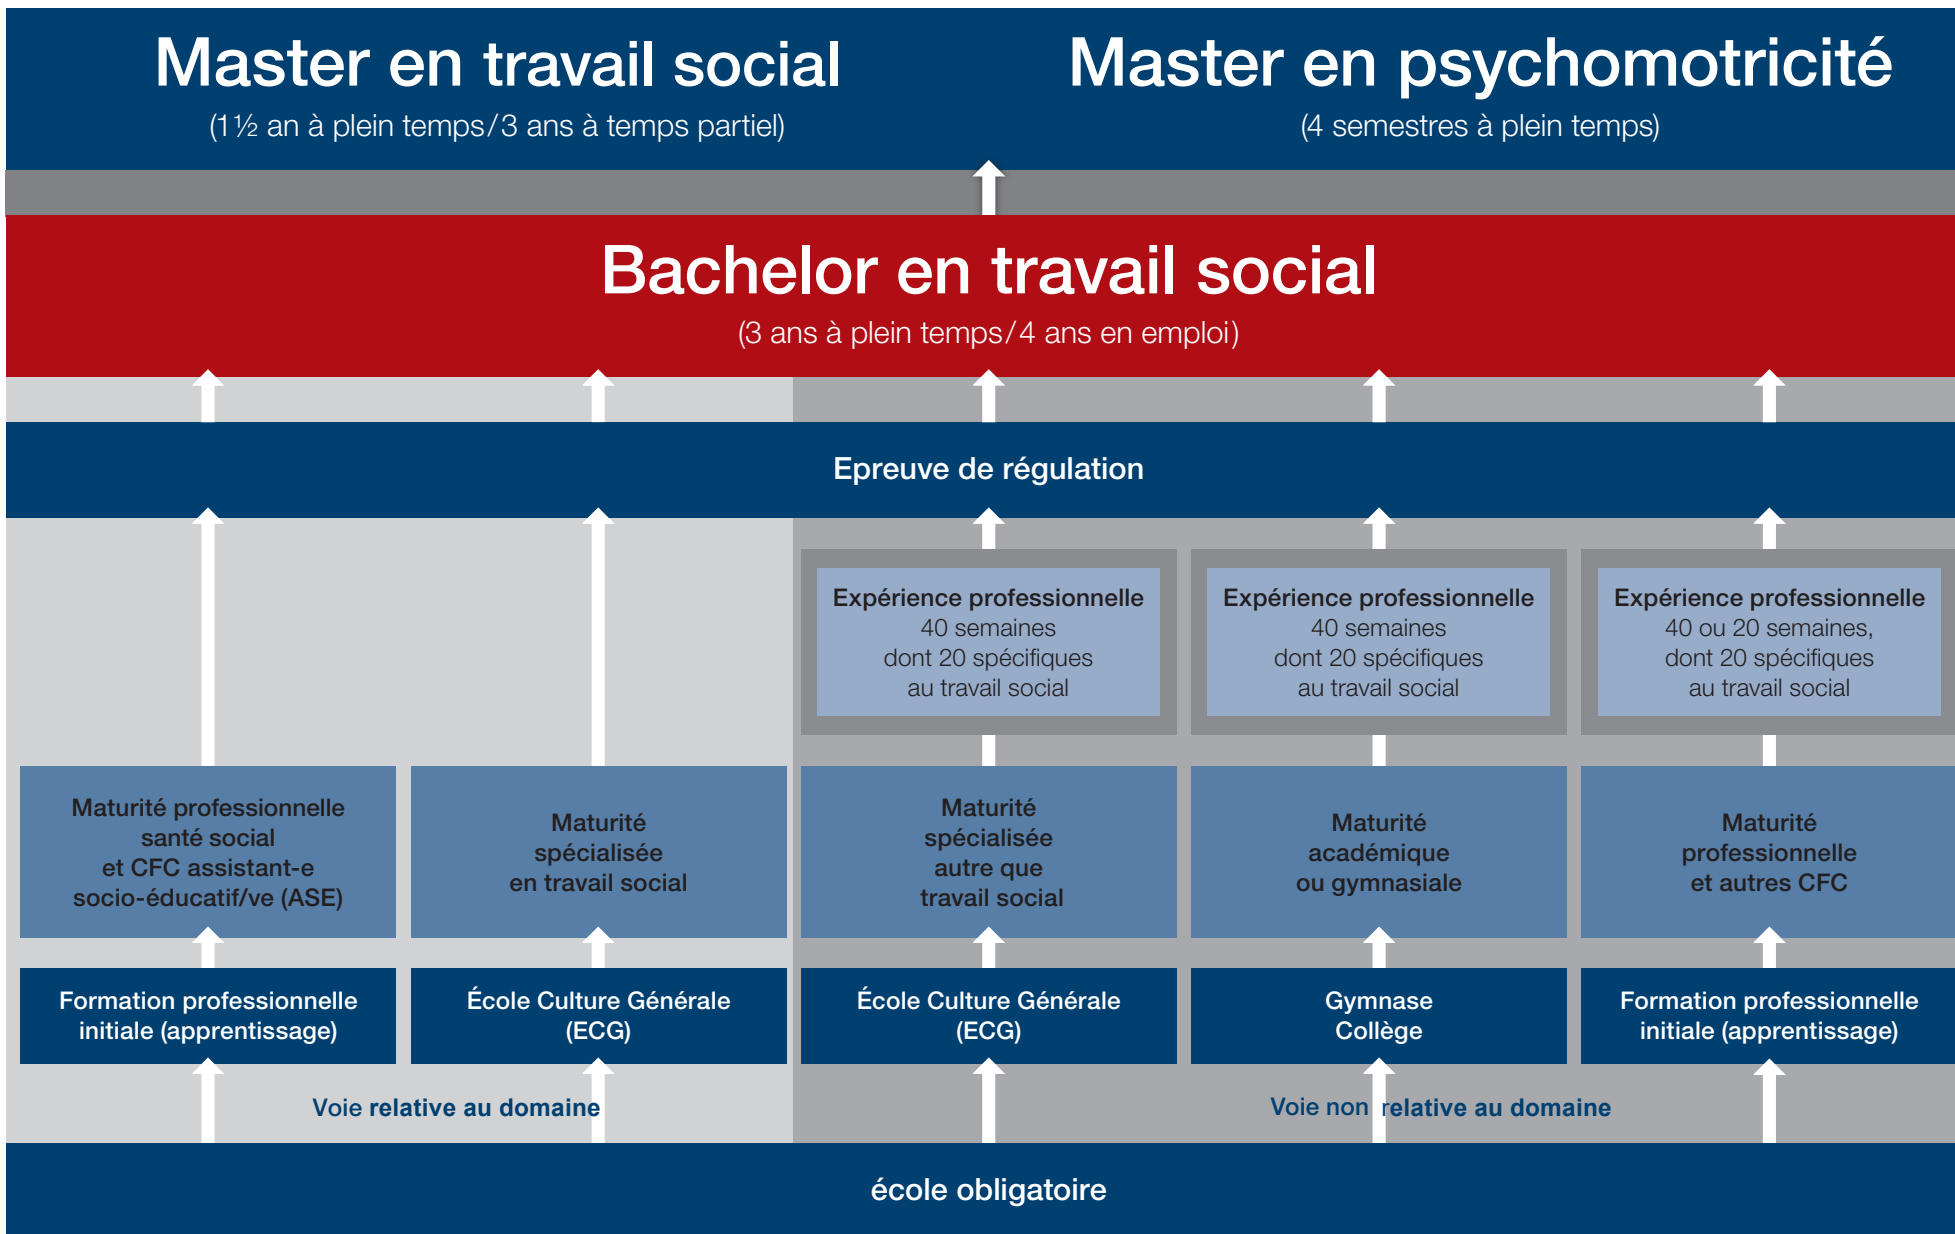 Master en travail social
(1½ an à plein temps/3 ans à temps partiel)
Master en psychomotricité
(4 semestres à plein temps)
Bachelor en travail social
(3 ans à plein temps/4 ans en emploi)
Epreuve de régulation
Expérience professionnelle
40 semaines
dont 20 spécifiques
au travail social
Expérience professionnelle
40 semaines
dont 20 spécifiques
au travail social
Expérience professionnelle
40 ou 20 semaines,
dont 20 spécifiques
au travail social
Maturité professionnelle
santé social
et CFC assistant-e
socio-éducatif/ve (ASE)
Maturité
spécialisée
en travail social
Maturité
spécialisée
autre que
travail social
Maturité
académique
ou gymnasiale
Maturité
professionnelle
et autres CFC
Formation professionnelle
initiale (apprentissage)
École Culture Générale
(ECG)
École Culture Générale
(ECG)
Gymnase
Collège
Formation professionnelle
initiale (apprentissage)
Voie relative au domaine
Voie non relative au domaine
école obligatoire